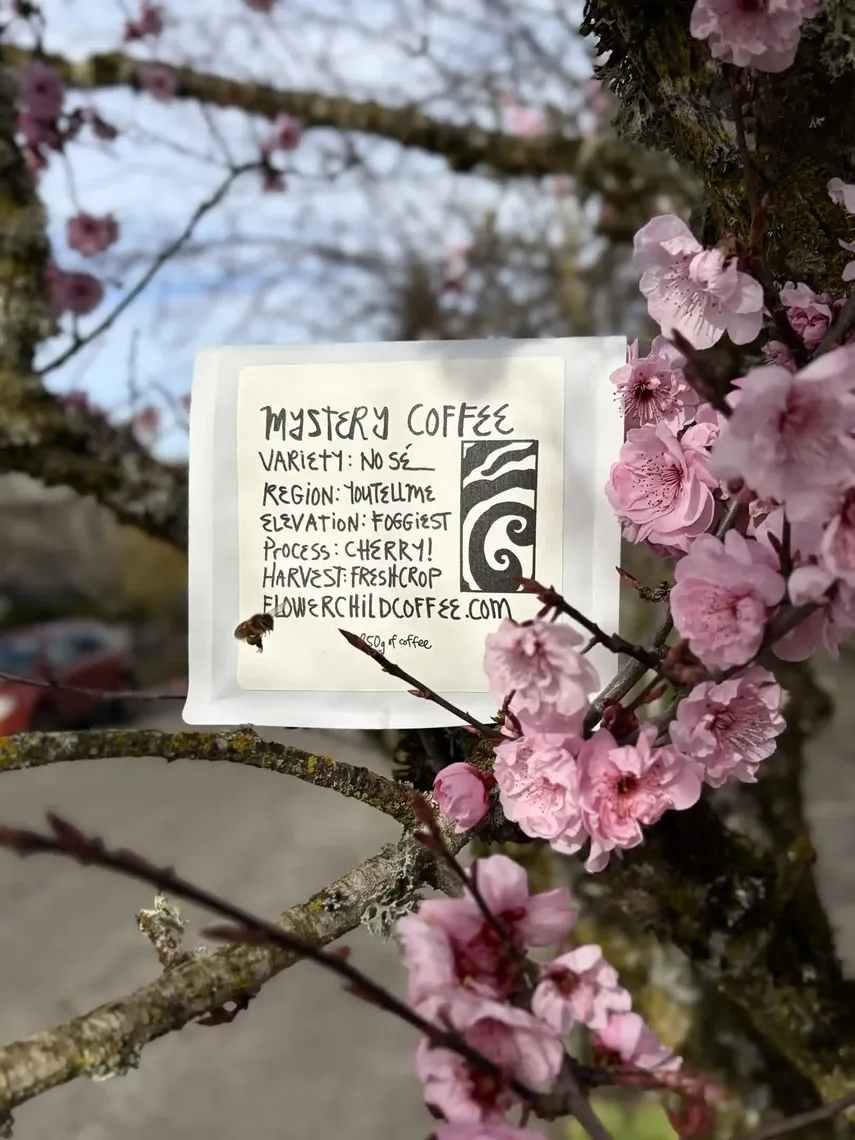 MYSTERY COFFEE
VARIETY: NO SÉ
REGION: YOUTELLME
ELEVATION: FOGGIEST
PROCESS: CHERRY!
HARVEST: FRESHCROP
FLOWERCHILDCOFFEE.COM
250g of coffee